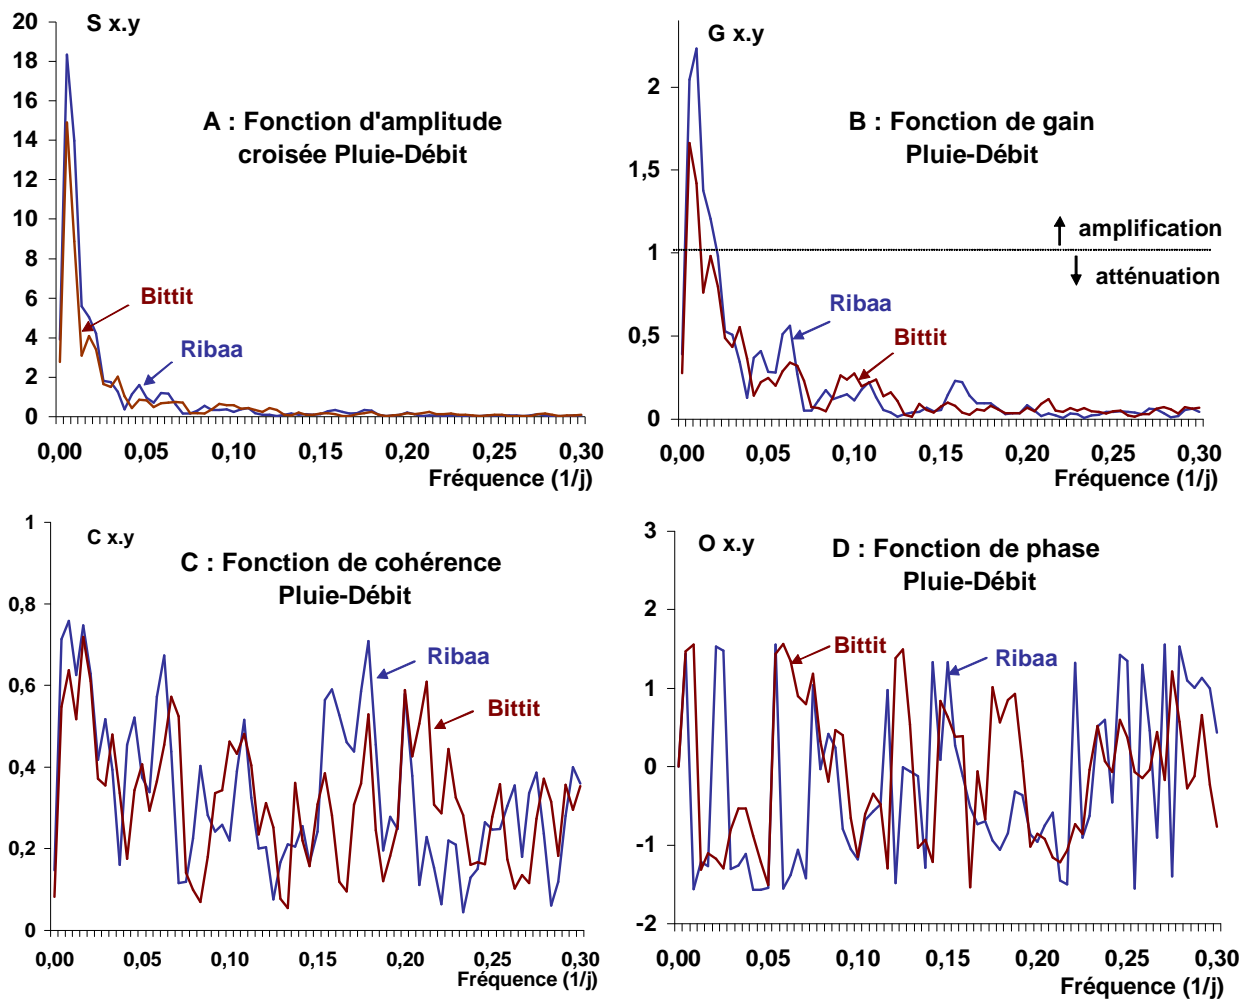 S x.y
20
18
16
14
12
10
8
6
4
2
0
A : Fonction d'amplitude
croisée Pluie-Débit
Bittit
Ribaa
0,00 0,05 0,10 0,15 0,20 0,25 0,30
Fréquence (1/j)
G x.y
2
1,5
1
0,5
0
B : Fonction de gain
Pluie-Débit
amplification
atténuation
Ribaa
Bittit
0,00 0,05 0,10 0,15 0,20 0,25 0,30
Fréquence (1/j)
C x.y
1
0,8
0,6
0,4
0,2
0
C : Fonction de cohérence
Pluie-Débit
Ribaa
Bittit
0,00 0,05 0,10 0,15 0,20 0,25 0,30
Fréquence (1/j)
O x.y
3
2
1
0
-1
-2
D : Fonction de phase
Pluie-Débit
Bittit
Ribaa
0,00 0,05 0,10 0,15 0,20 0,25 0,30
Fréquence (1/j)